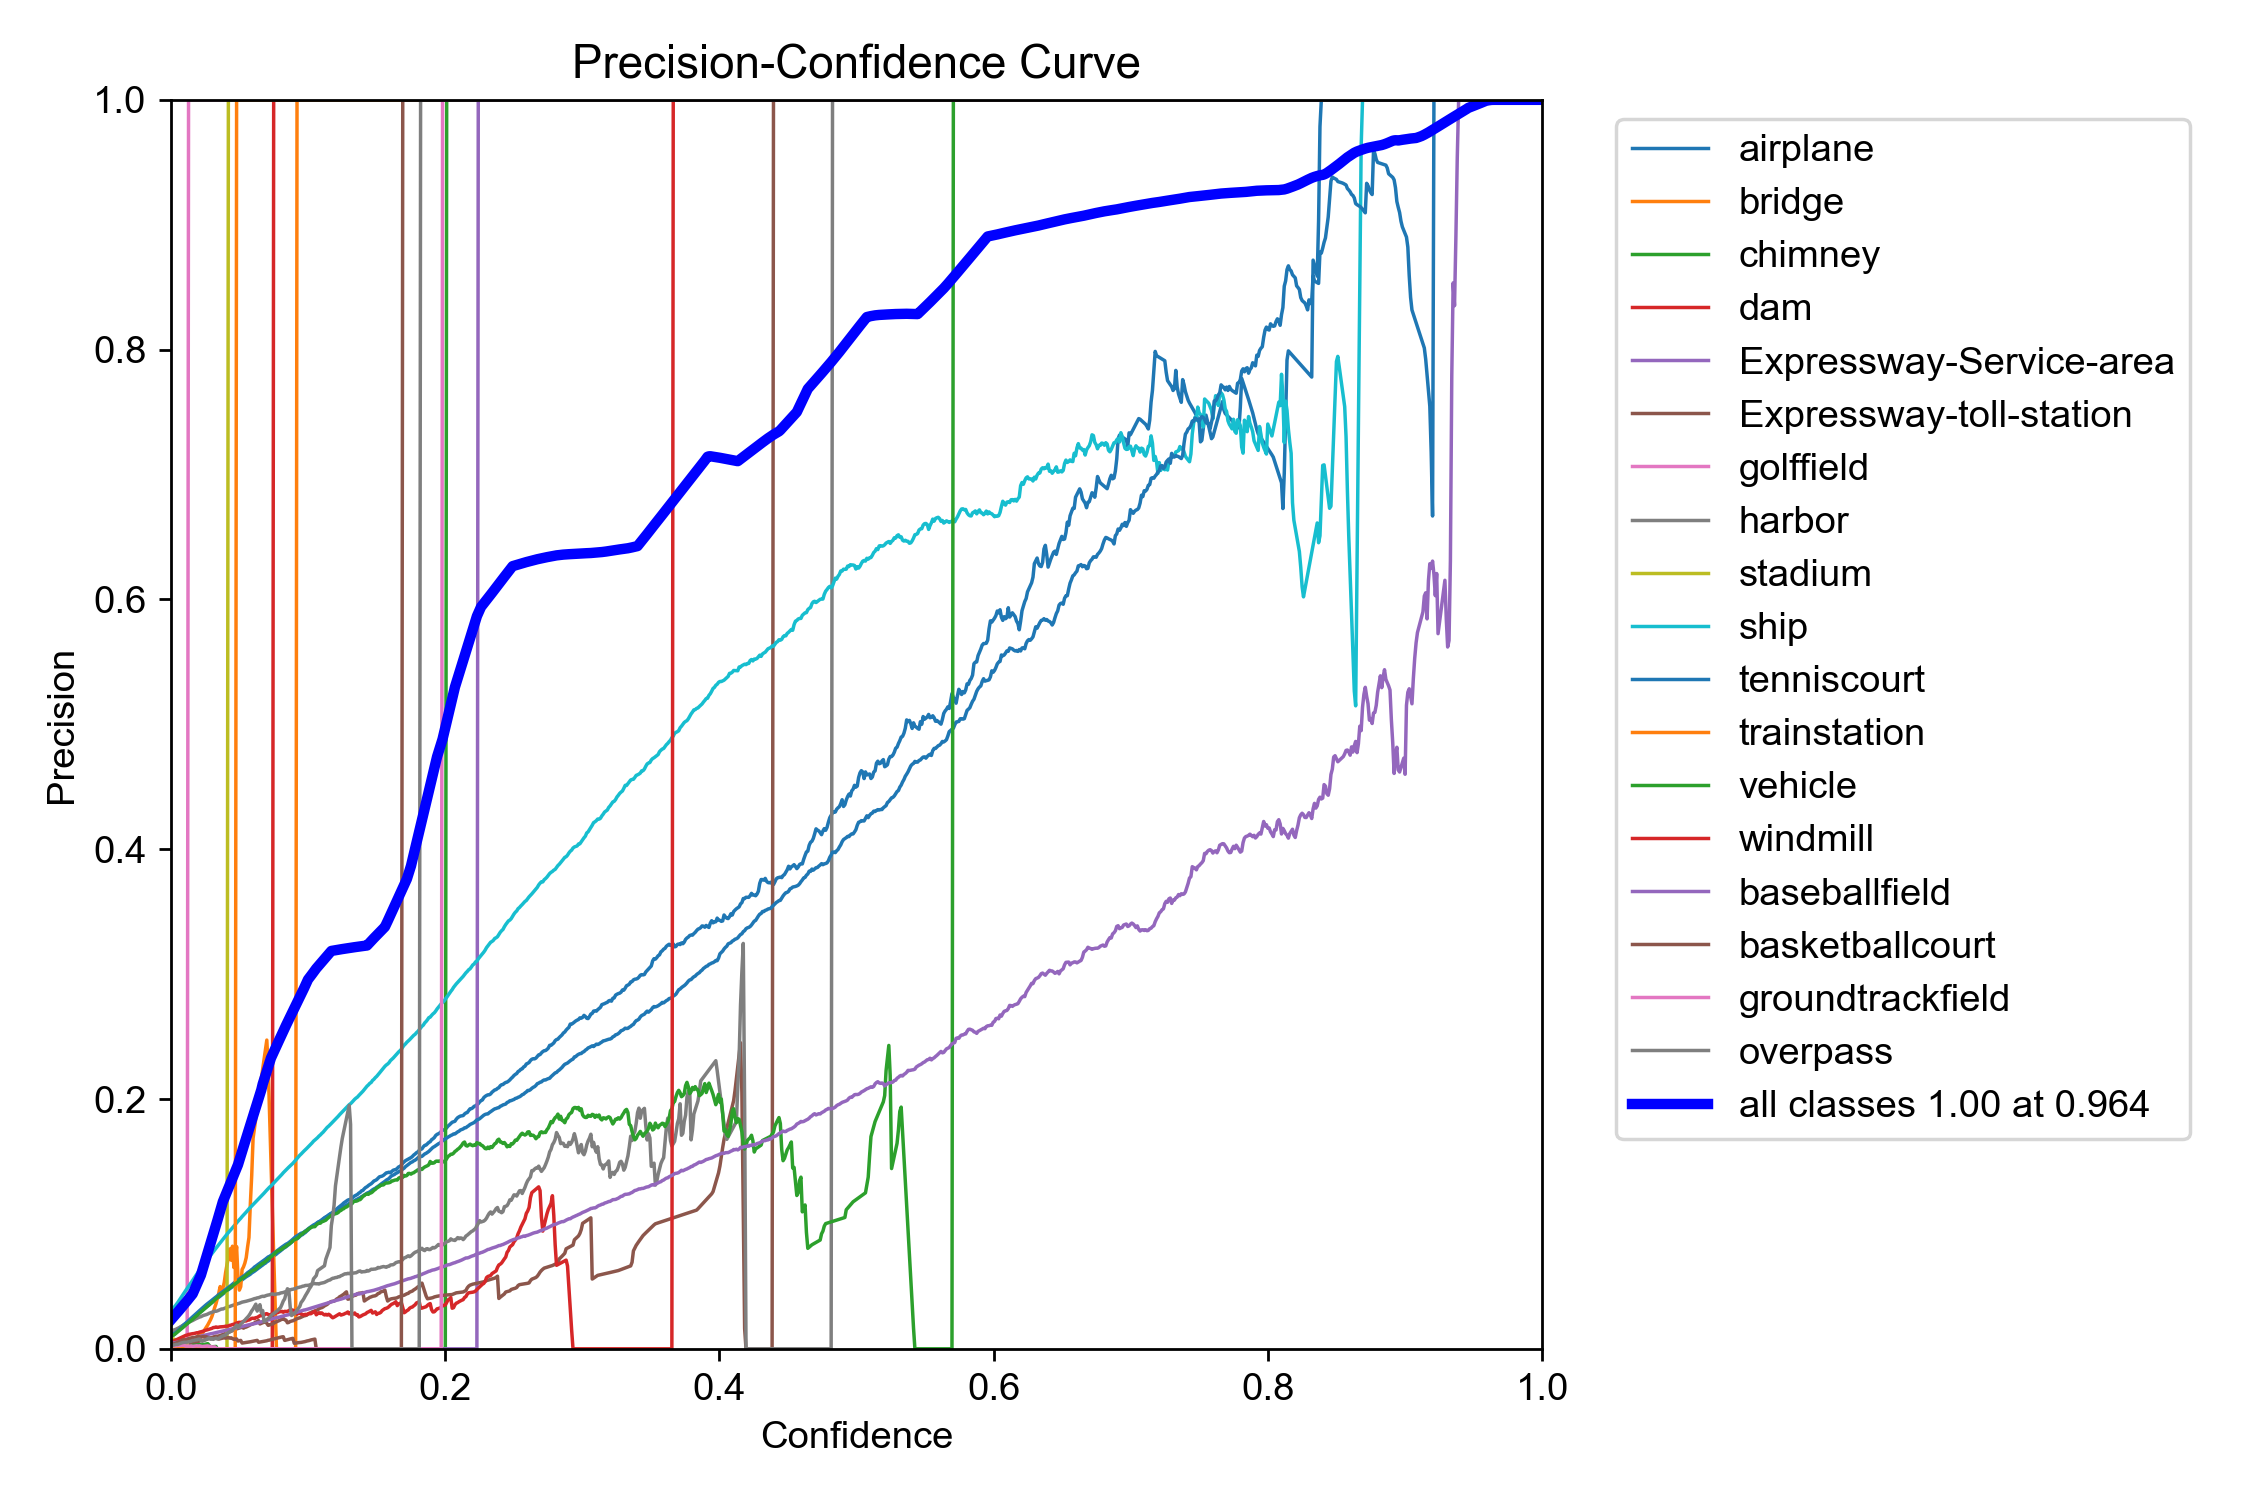 Precision-Confidence Curve
1.0
0.8
0.6
0.4
0.2
0.0
Precision
0.0 0.2 0.4 0.6 0.8 1.0
Confidence
airplane
bridge
chimney
dam
Expressway-Service-area
Expressway-toll-station
golffield
harbor
stadium
ship
tenniscourt
trainstation
vehicle
windmill
baseballfield
basketballcourt
groundtrackfield
overpass
all classes 1.00 at 0.964